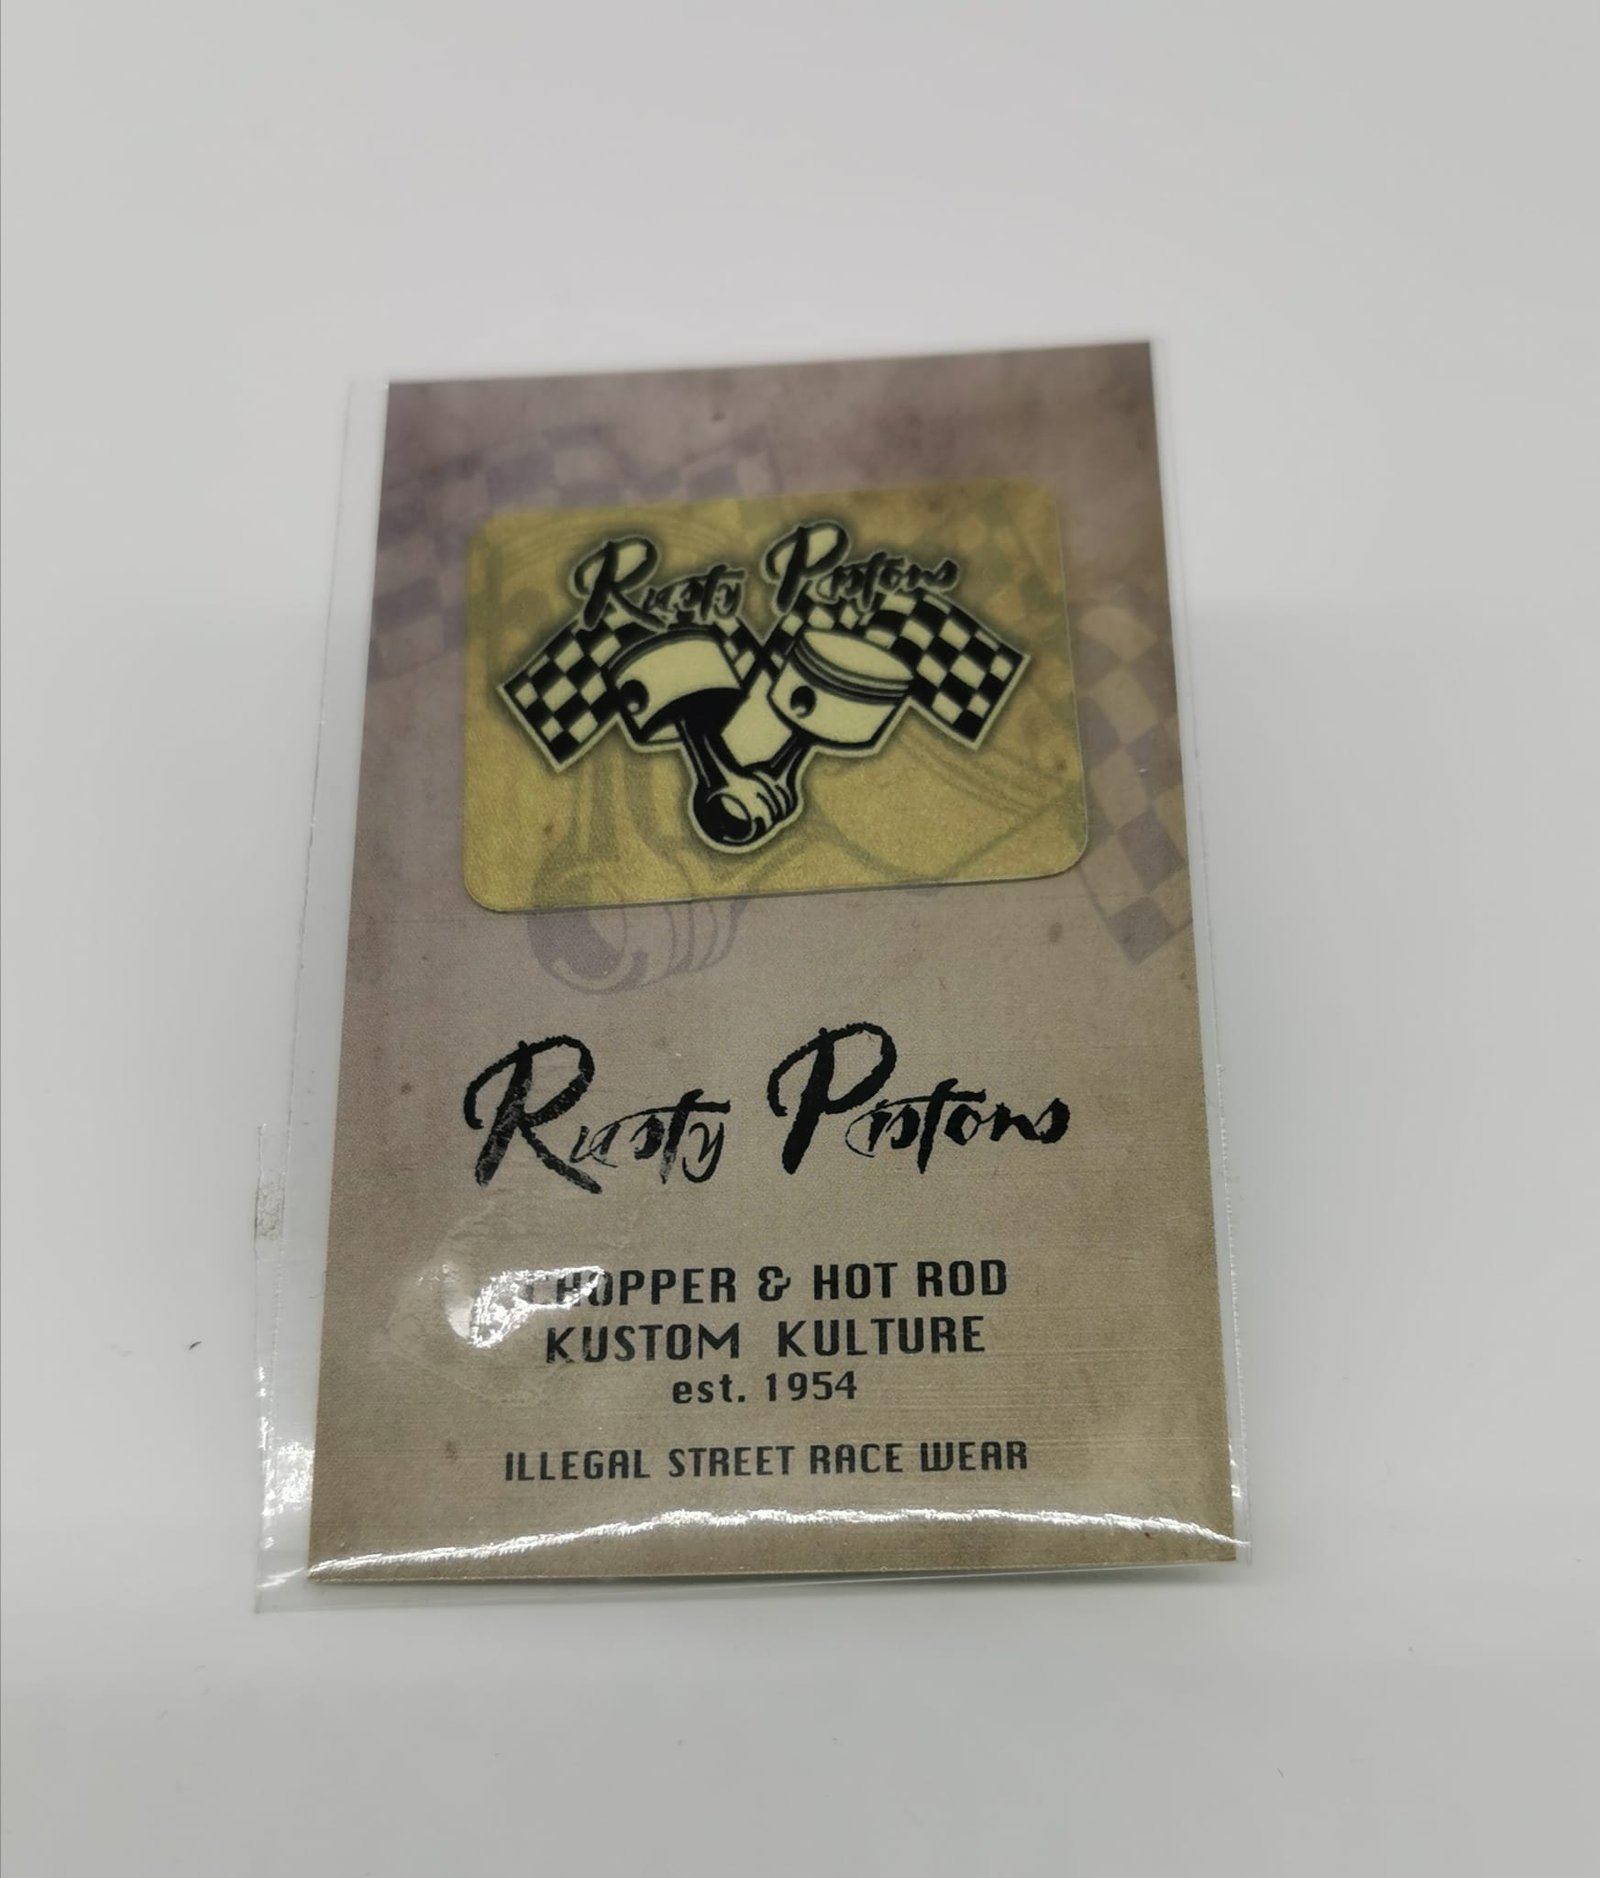 Rusty Pistons
Rusty Pistons
CHOPPER & HOT ROD
KUSTOM KULTURE
est. 1954
ILLEGAL STREET RACE WEAR